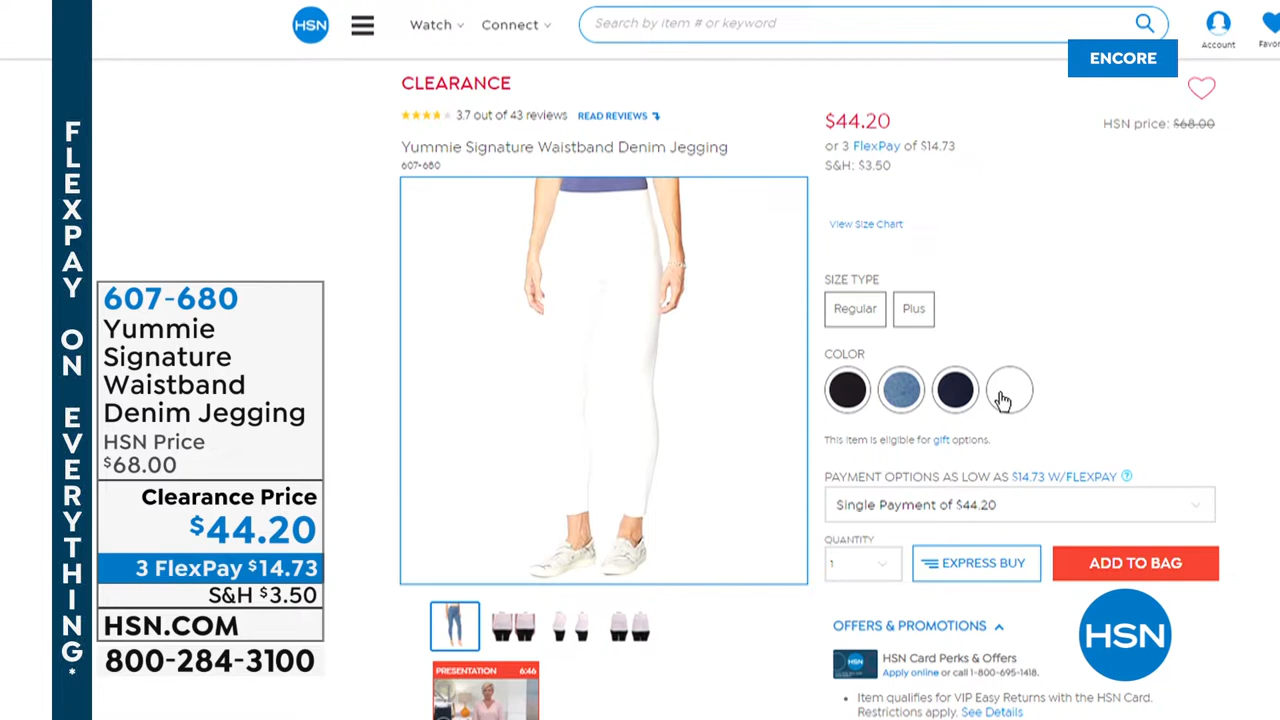 FLEXPAY ON EVERYTHING*
HSN
Watch
Connect
Search by item # or keyword
Account
ENCORE
CLEARANCE
3.7 out of 43 reviews READ REVIEWS
Yummie Signature Waistband Denim Jegging
607-680
$44.20
HSN price: $68.00
or 3 FlexPay of $14.73
S&H: $3.50
View Size Chart
SIZE TYPE
Regular
Plus
COLOR
This item is eligible for gift options.
PAYMENT OPTIONS AS LOW AS $14.73 W/FLEXPAY ?
Single Payment of $44.20
QUANTITY
1
EXPRESS BUY
ADD TO BAG
OFFERS & PROMOTIONS
HSN
HSN Card Perks & Offers
Apply online or call 1-800-695-1418.
Item qualifies for VIP Easy Returns with the HSN Card.
Restrictions apply. See Details
HSN
PRESENTATION 6:46
607-680
Yummie
Signature
Waistband
Denim Jegging
HSN Price
$68.00
Clearance Price
$44.20
3 FlexPay $14.73
S&H $3.50
HSN.COM
800-284-3100